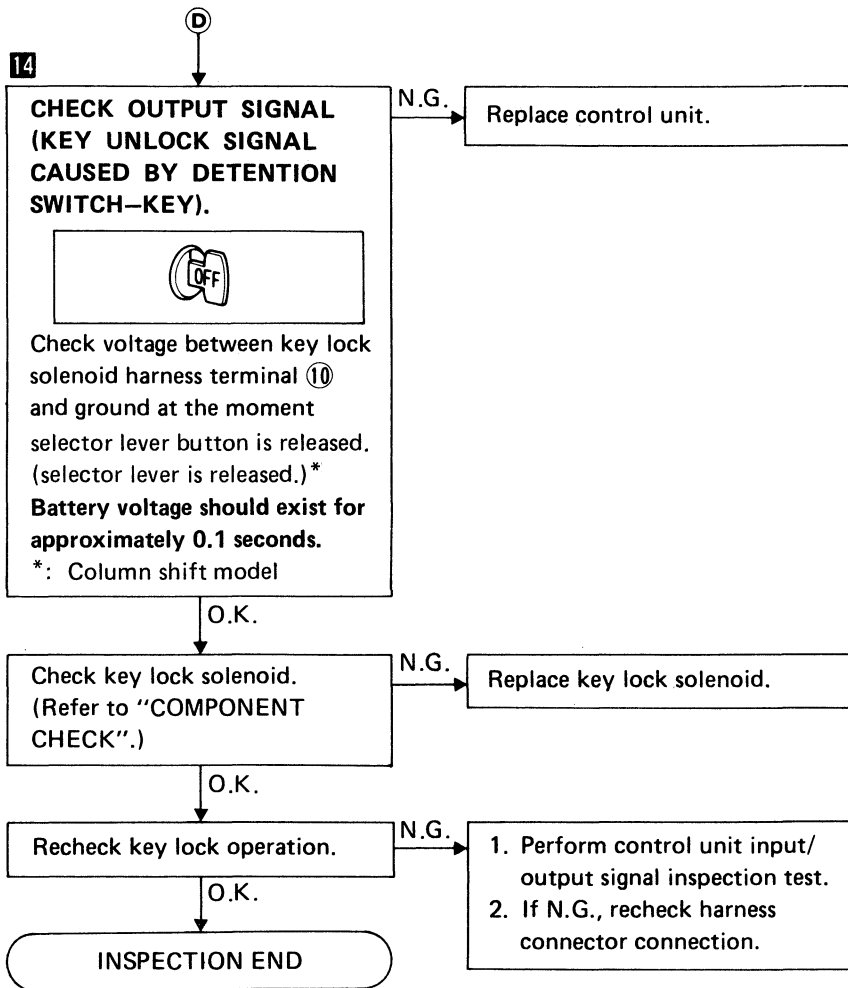 D
14
CHECK OUTPUT SIGNAL
(KEY UNLOCK SIGNAL
CAUSED BY DETENTION
SWITCH—KEY).
OFF
Check voltage between key lock
solenoid harness terminal ⑩
and ground at the moment
selector lever button is released.
(selector lever is released.)*
Battery voltage should exist for
approximately 0.1 seconds.
*: Column shift model
N.G.
Replace control unit.
O.K.
Check key lock solenoid.
(Refer to "COMPONENT
CHECK".)
N.G.
Replace key lock solenoid.
O.K.
Recheck key lock operation.
N.G.
1. Perform control unit input/
output signal inspection test.
2. If N.G., recheck harness
connector connection.
O.K.
INSPECTION END